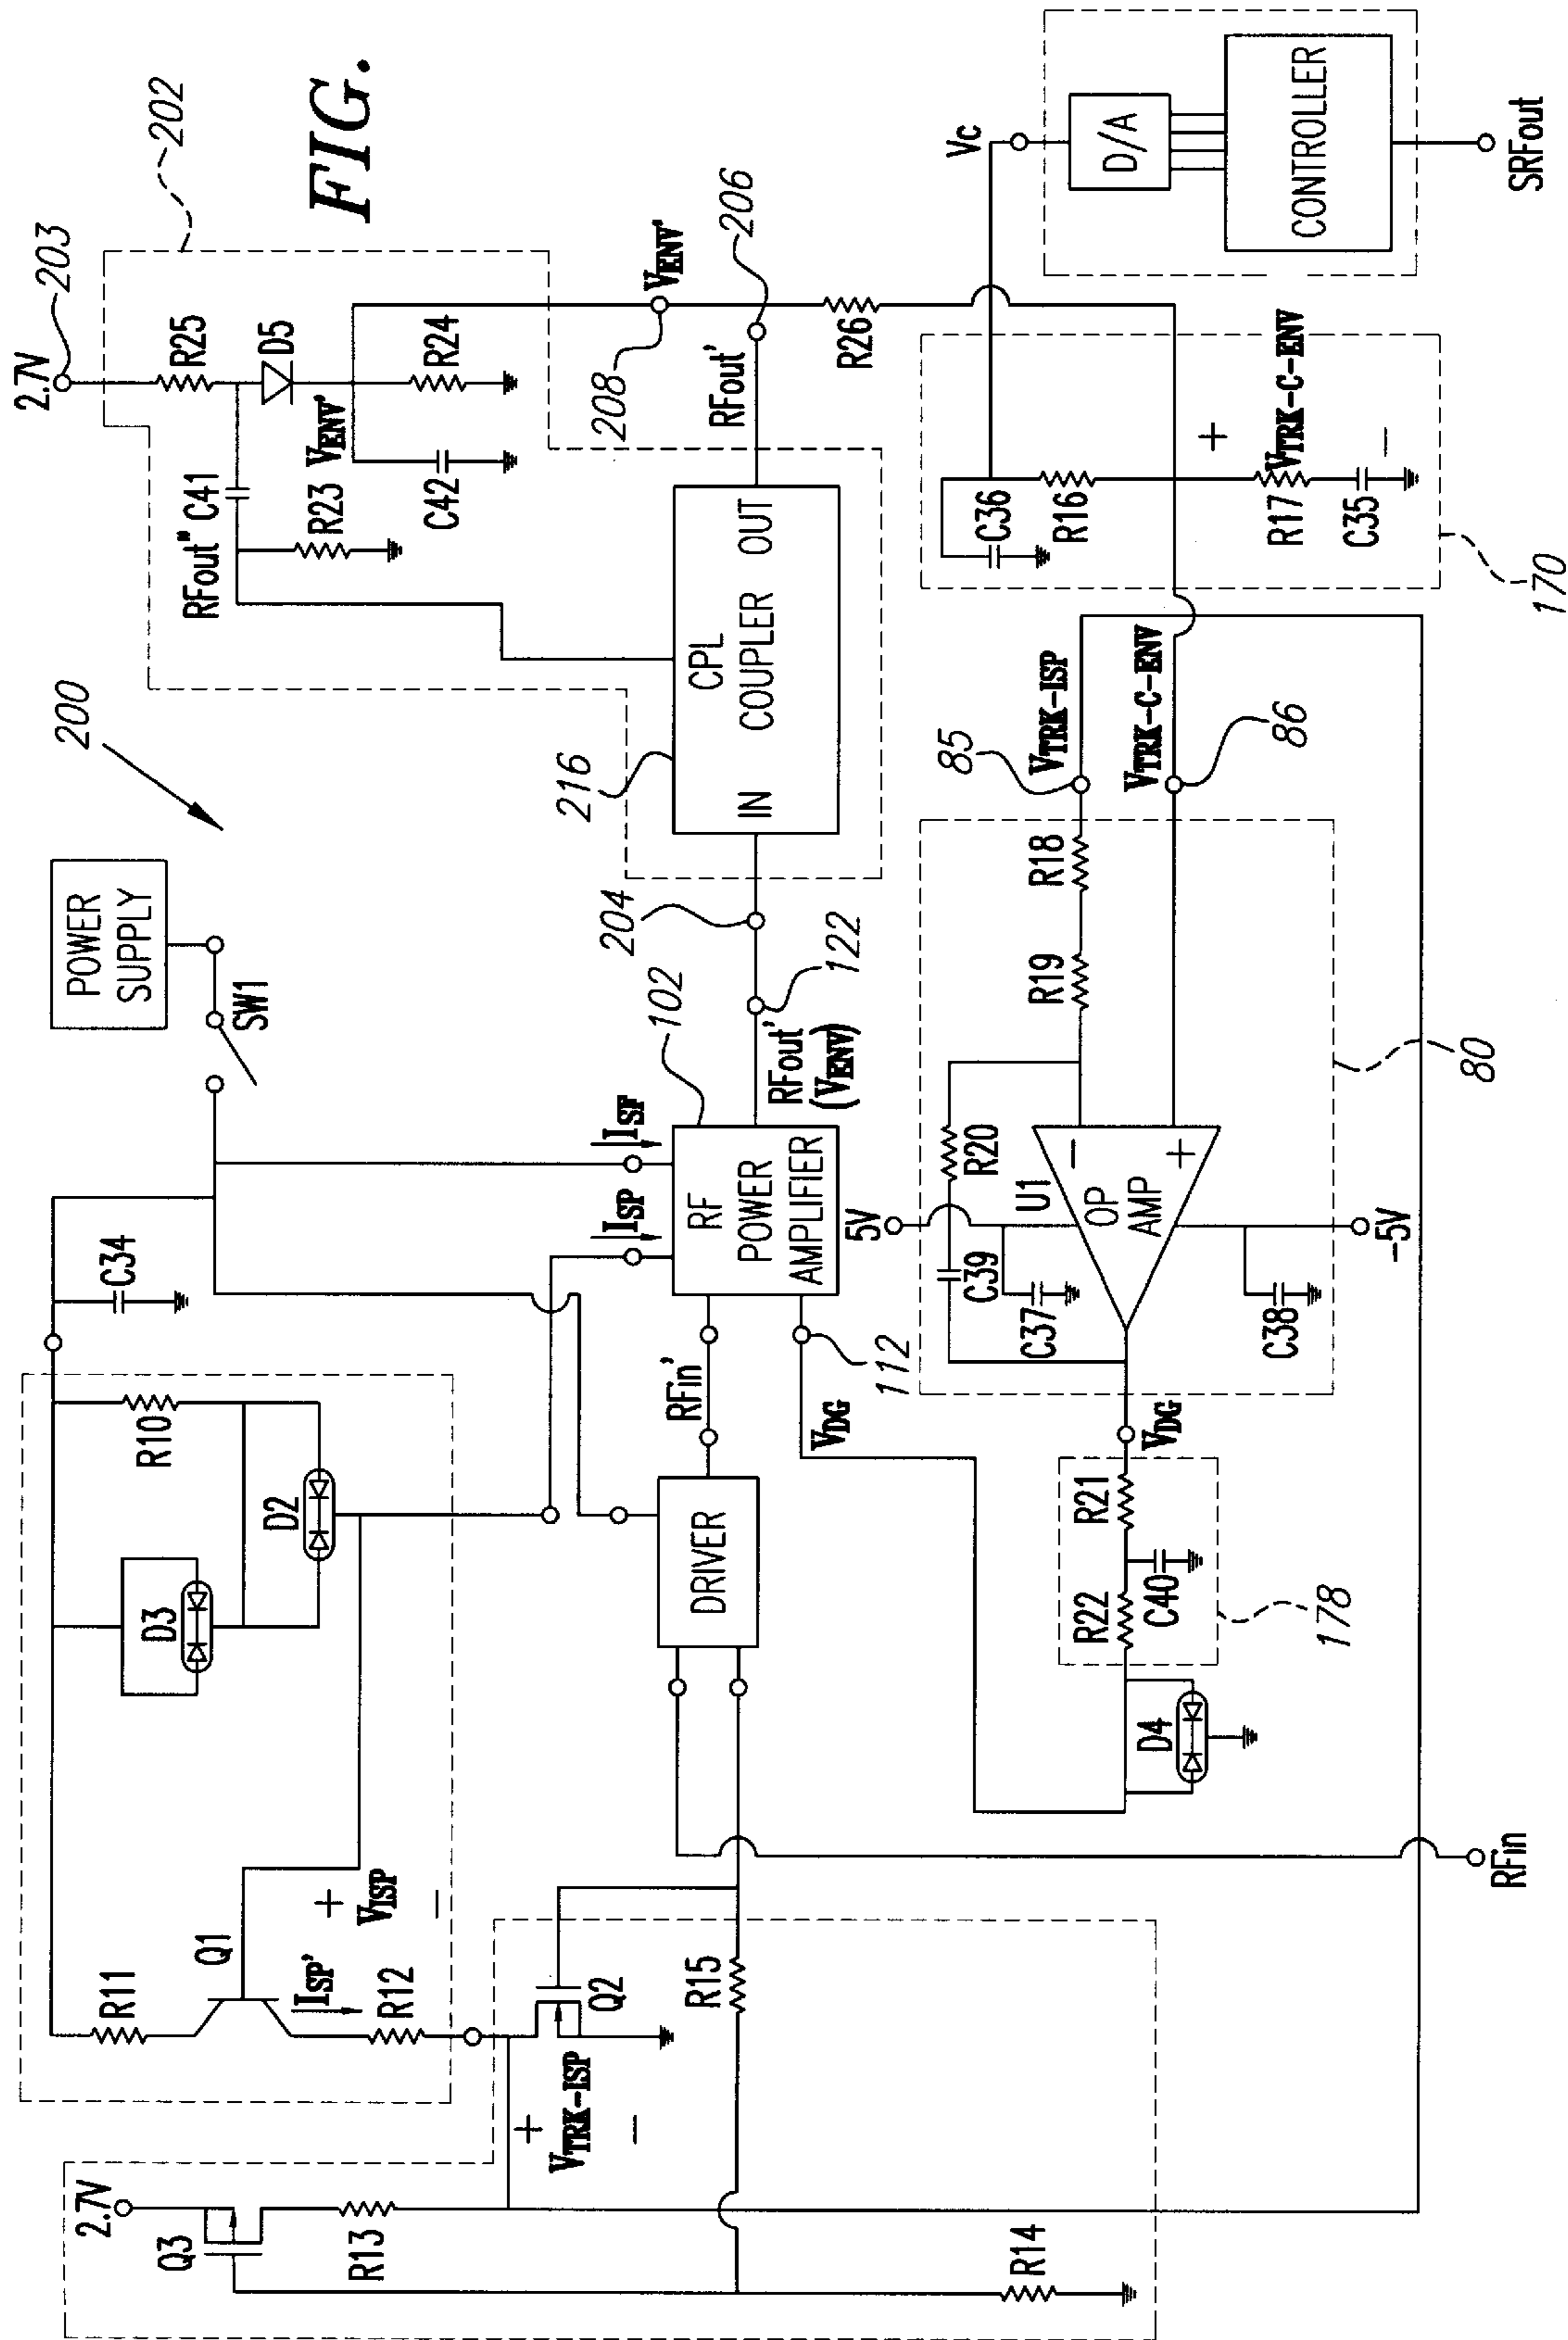 FIG.
200
202
2.7V
203
R25
D5
R24
C41
RFout"
R23
VENV'
C42
VENV'
208
206
RFout'
R26
216
CPL
COUPLER
IN
OUT
204
122
RFout'
(VENV)
102
RF
POWER
AMPLIFIER
ISP
ISF
POWER
SUPPLY
SW1
C34
R10
D2
D3
R11
Q1
ISP'
R12
+
VISP
−
DRIVER
RFin'
VDG
112
2.7V
Q3
R13
R14
+
VTRK-ISP
−
Q2
R15
RFin
D4
178
R22
R21
C40
VDG
80
U1
OP
AMP
−
+
R20
C39
C37
C38
5V
-5V
R19
R18
85
VTRK-ISP
VTRK-C-ENV
86
170
C36
R16
+
VTRK-C-ENV
−
R17
C35
Vc
D/A
CONTROLLER
SRFout